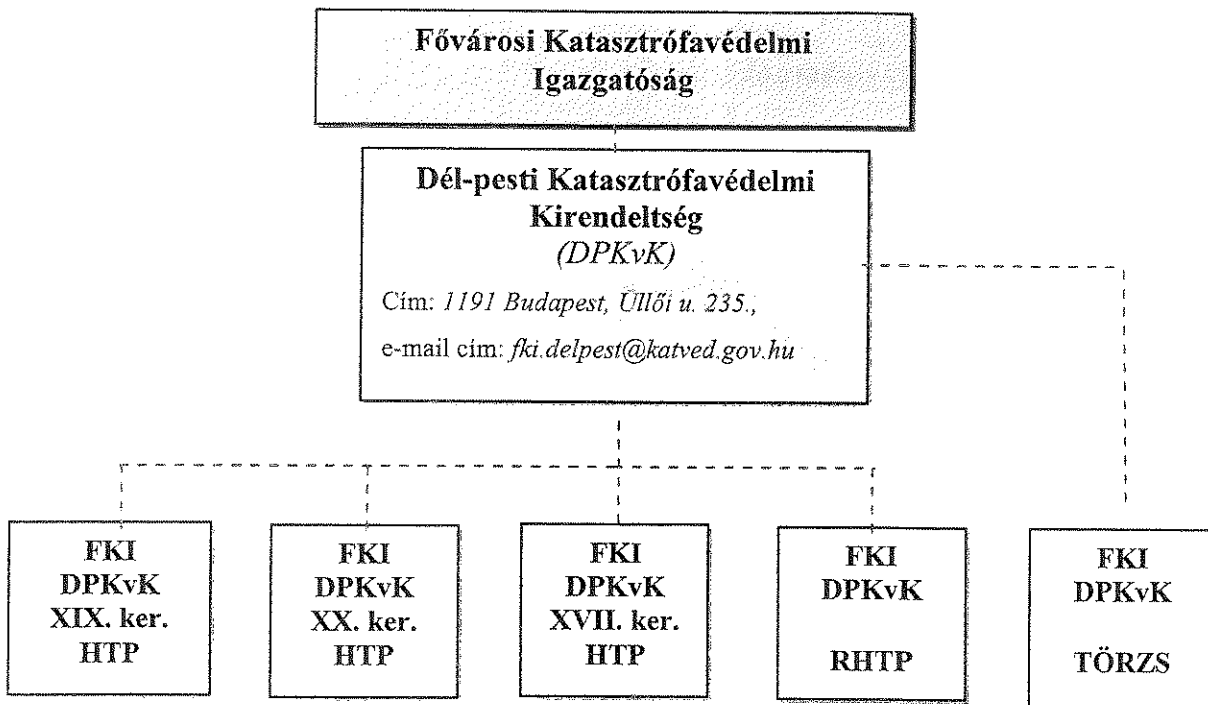 Fővárosi Katasztrófavédelmi
Igazgatóság
Dél-pesti Katasztrófavédelmi
Kirendeltség
(DPKvK)
Cím: 1191 Budapest, Üllői u. 235.,
e-mail cím: fki.delpest@katved.gov.hu
FKI
DPKvK
XIX. ker.
HTP
FKI
DPKvK
XX. ker.
HTP
FKI
DPKvK
XVII. ker.
HTP
FKI
DPKvK
RHTP
FKI
DPKvK
TÖRZS